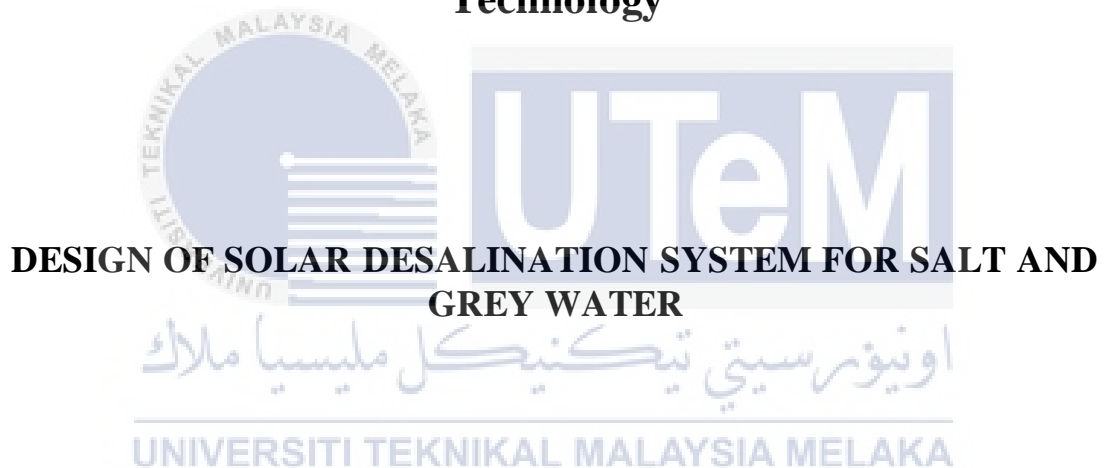 Technology
UNIVERSITI TEKNIKAL MALAYSIA MELAKA
UTeM
DESIGN OF SOLAR DESALINATION SYSTEM FOR SALT AND
GREY WATER
اونيۏرسيتي تيكنيكل مليسيا ملاك
UNIVERSITI TEKNIKAL MALAYSIA MELAKA